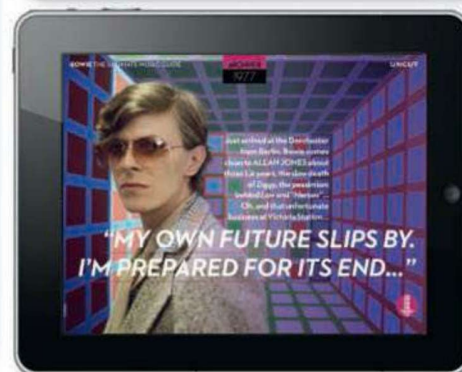 BOWIE THE ULTIMATE MUSIC GUIDE
1977
UNCUT
Just arrived at the Dorchester
from Berlin, Bowie comes
clean to ALLAN JONES about
those LA years, the slow death
of Ziggy, the pessimism
behind Low and "Heroes"...
Oh, and that unfortunate
business at Victoria Station...
"MY OWN FUTURE SLIPS BY.
I'M PREPARED FOR ITS END..."